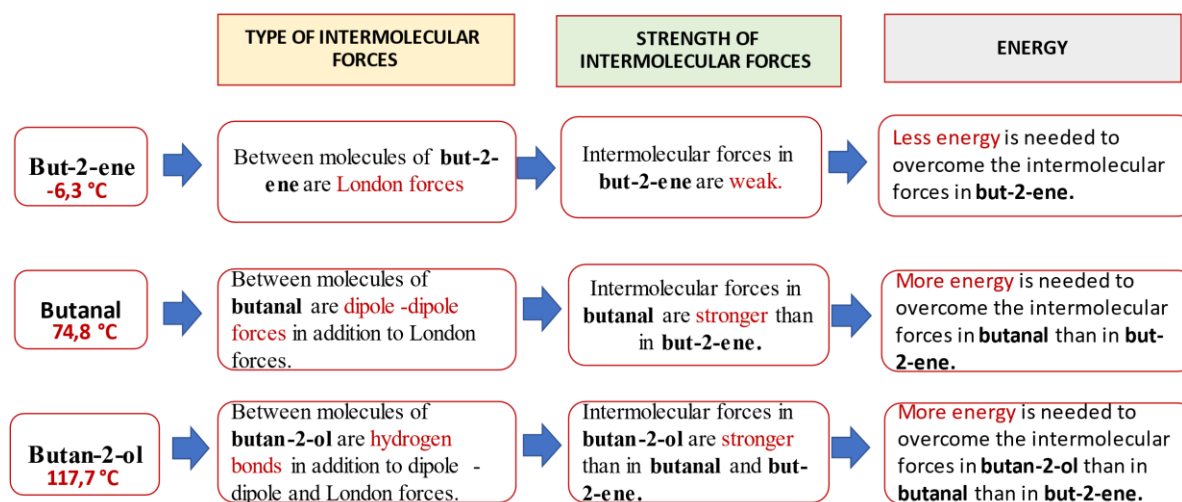 TYPE OF INTERMOLECULAR
FORCES
STRENGTH OF
INTERMOLECULAR FORCES
ENERGY
But-2-ene
-6,3 °C
Between molecules of but-2-
ene are London forces
Intermolecular forces in
but-2-ene are weak.
Less energy is needed to
overcome the intermolecular
forces in but-2-ene.
Butanal
74,8 °C
Between molecules of
butanal are dipole -dipole
forces in addition to London
forces.
Intermolecular forces in
butanal are stronger than
in but-2-ene.
More energy is needed to
overcome the intermolecular
forces in butanal than in but-
2-ene.
Butan-2-ol
117,7 °C
Between molecules of
butan-2-ol are hydrogen
bonds in addition to dipole -
dipole and London forces.
Intermolecular forces in
butan-2-ol are stronger
than in butanal and but-
2-ene.
More energy is needed to
overcome the intermolecular
forces in butan-2-ol than in
butanal than in but-2-ene.